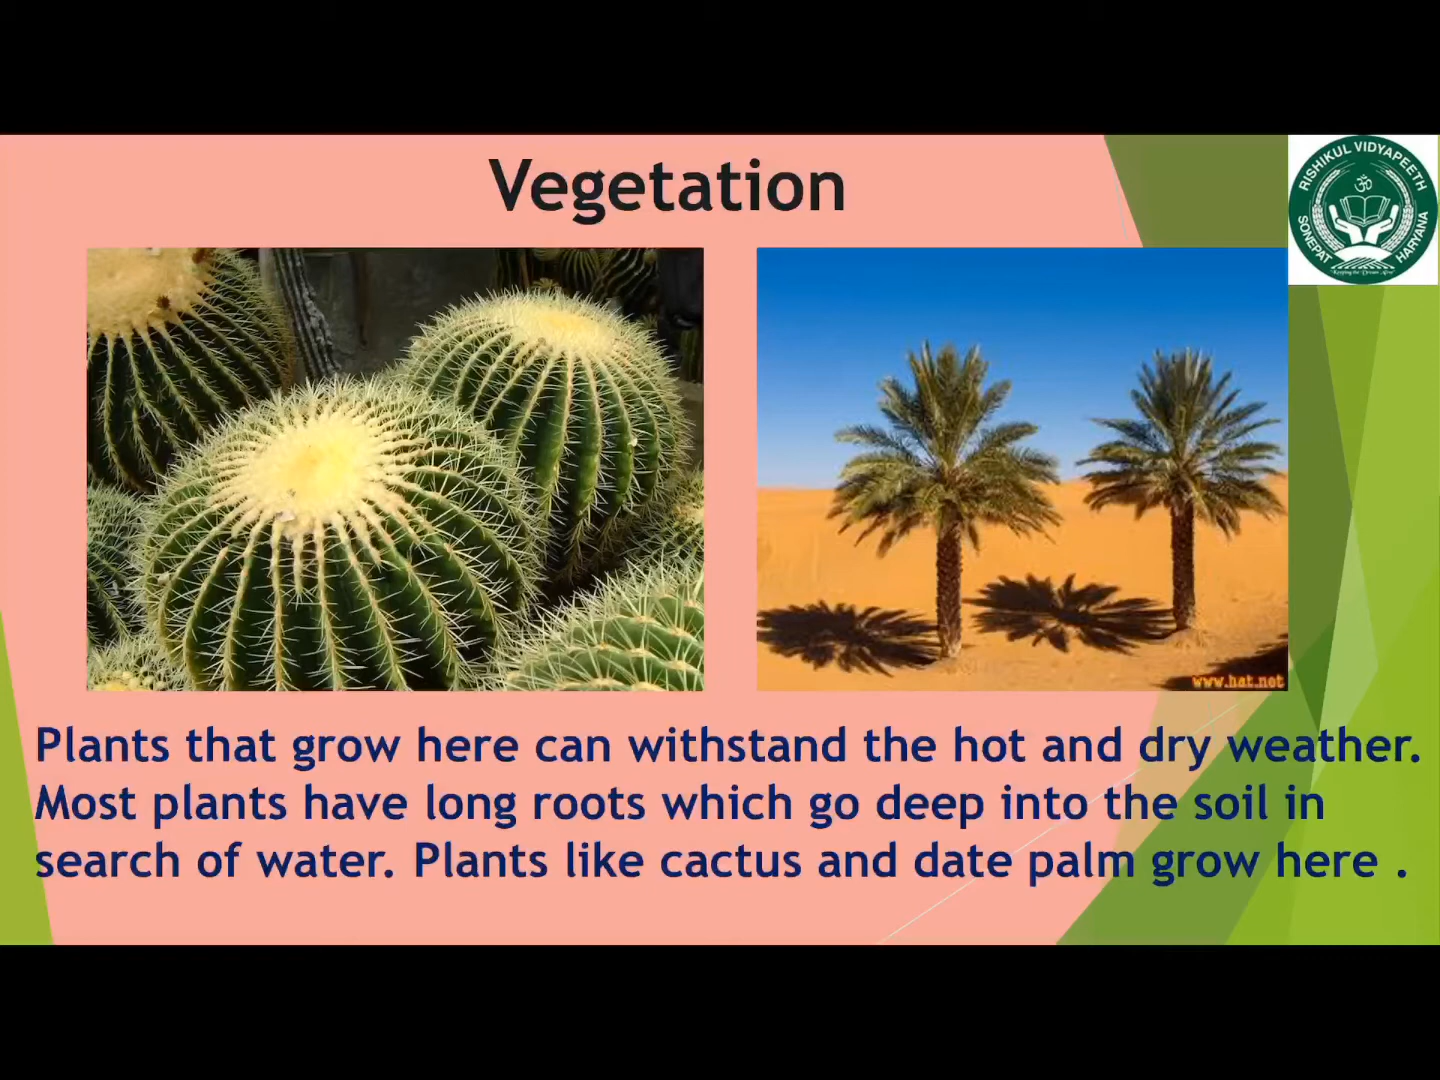 Vegetation
RISHIKUL VIDYAPEETH
SONEPAT HARYANA
www.hat.net
Plants that grow here can withstand the hot and dry weather.
Most plants have long roots which go deep into the soil in
search of water. Plants like cactus and date palm grow here .